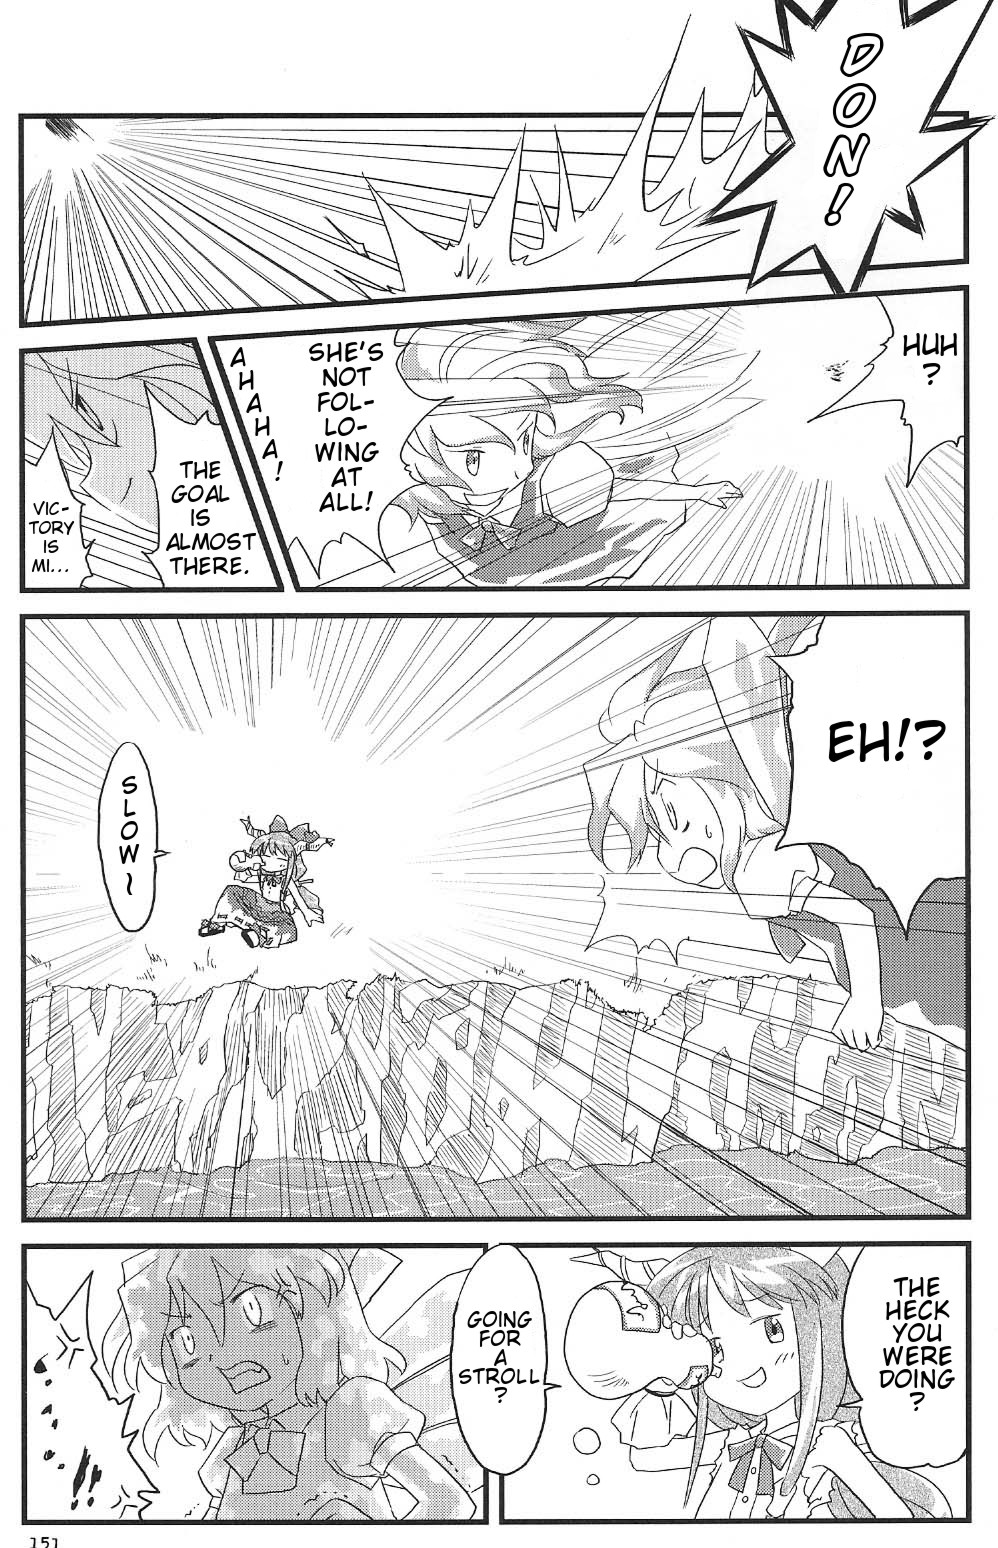 DON!
HUH
?
SHE'S
NOT
FOL-
LO-
WING
AT
ALL!
AHAHA!
THE
GOAL
IS
ALMOST
THERE.
VIC-
TORY
IS
MI...
EH!?
SLOW~
THE
HECK
YOU
WERE
DOING
?
GOING
FOR
A
STROLL
?
!!
151